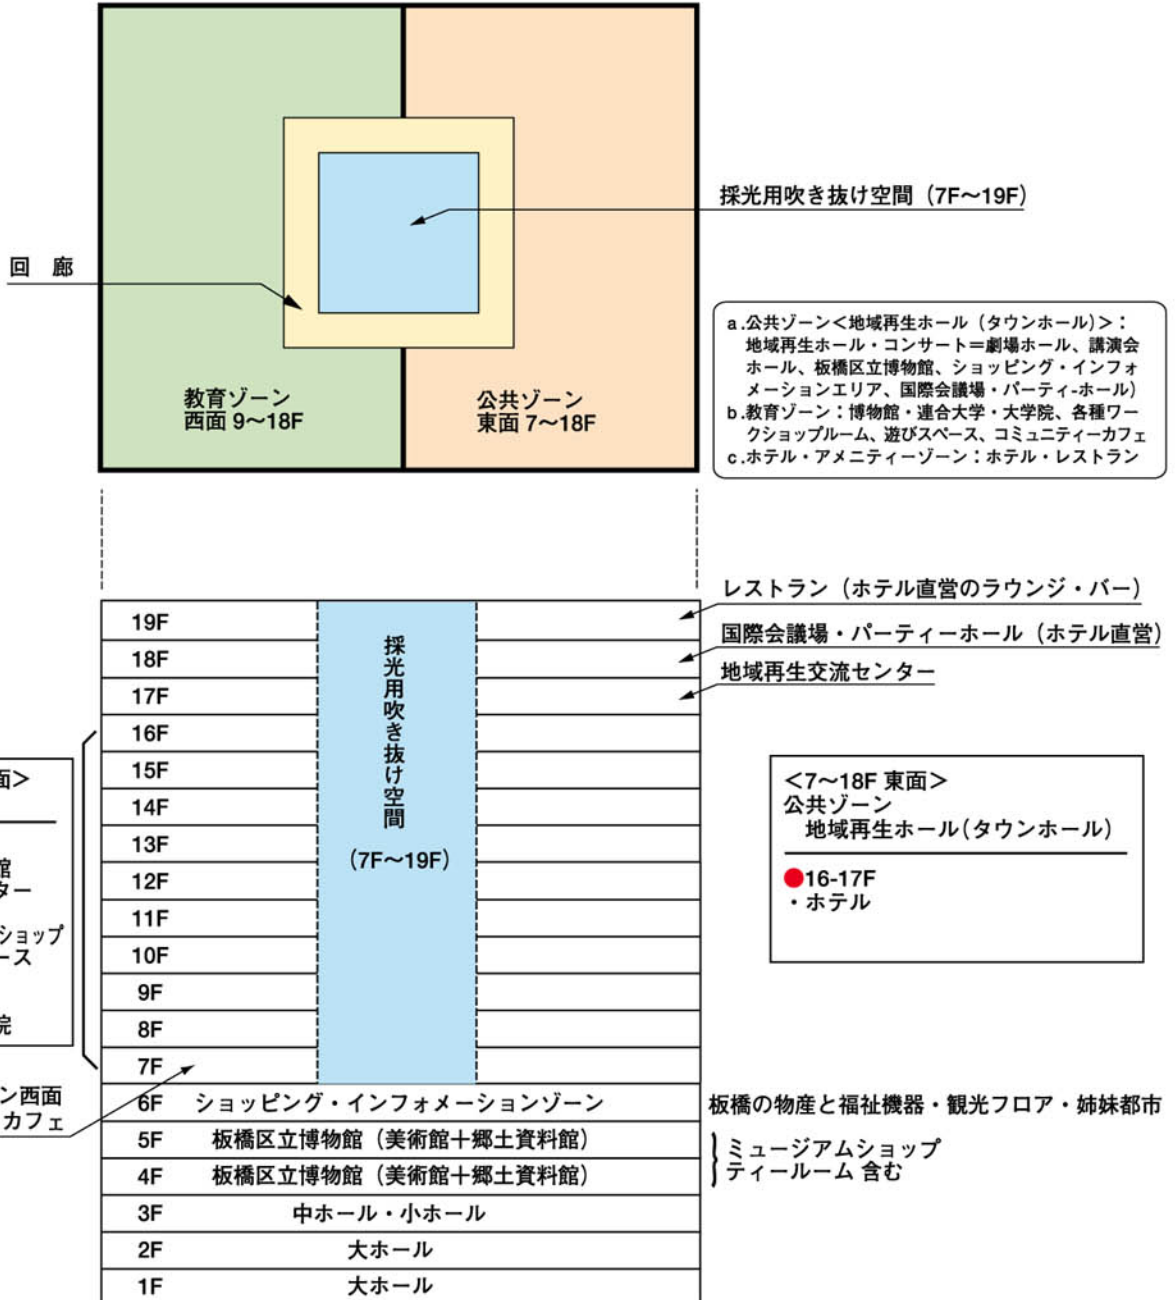 採光用吹き抜け空間（7F〜19F）
回　廊
教育ゾーン
西面 9〜18F
公共ゾーン
東面 7〜18F
a.公共ゾーン＜地域再生ホール（タウンホール）＞：
地域再生ホール・コンサート＝劇場ホール、講演会
ホール、板橋区立博物館、ショッピング・インフォ
メーションエリア、国際会議場・パーティ-ホール）
b.教育ゾーン：博物館・連合大学・大学院、各種ワー
クショップルーム、遊びスペース、コミュニティーカフェ
c.ホテル・アメニティーゾーン：ホテル・レストラン
レストラン（ホテル直営のラウンジ・バー）
国際会議場・パーティーホール（ホテル直営）
地域再生交流センター
19F
18F
17F
16F
15F
14F
13F
12F
11F
10F
9F
8F
7F
採光用吹き抜け空間
（7F〜19F）
面＞
館
ター
ショップ
ース
院
ン西面
カフェ
＜7〜18F 東面＞
公共ゾーン
地域再生ホール（タウンホール）
●16-17F
・ホテル
6F ショッピング・インフォメーションゾーン
板橋の物産と福祉機器・観光フロア・姉妹都市
5F 板橋区立博物館（美術館＋郷土資料館）
4F 板橋区立博物館（美術館＋郷土資料館）
ミュージアムショップ
ティールーム 含む
3F 中ホール・小ホール
2F 大ホール
1F 大ホール